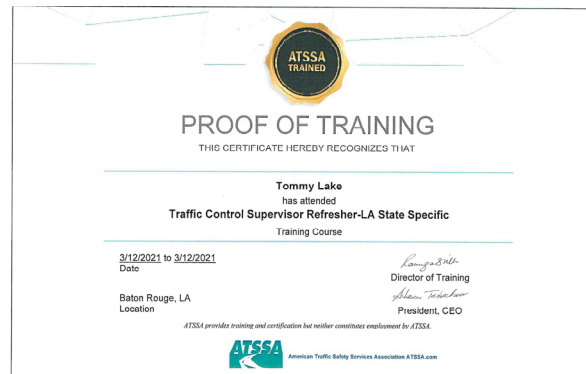 ATSSA
TRAINED
PROOF OF TRAINING
THIS CERTIFICATE HEREBY RECOGNIZES THAT
Tommy Lake
has attended
Traffic Control Supervisor Refresher-LA State Specific
Training Course
3/12/2021 to 3/12/2021
Date
Director of Training
Baton Rouge, LA
Location
President, CEO
ATSSA provides training and certification but neither constitutes employment by ATSSA.
ATSSA
American Traffic Safety Services Association ATSSA.com